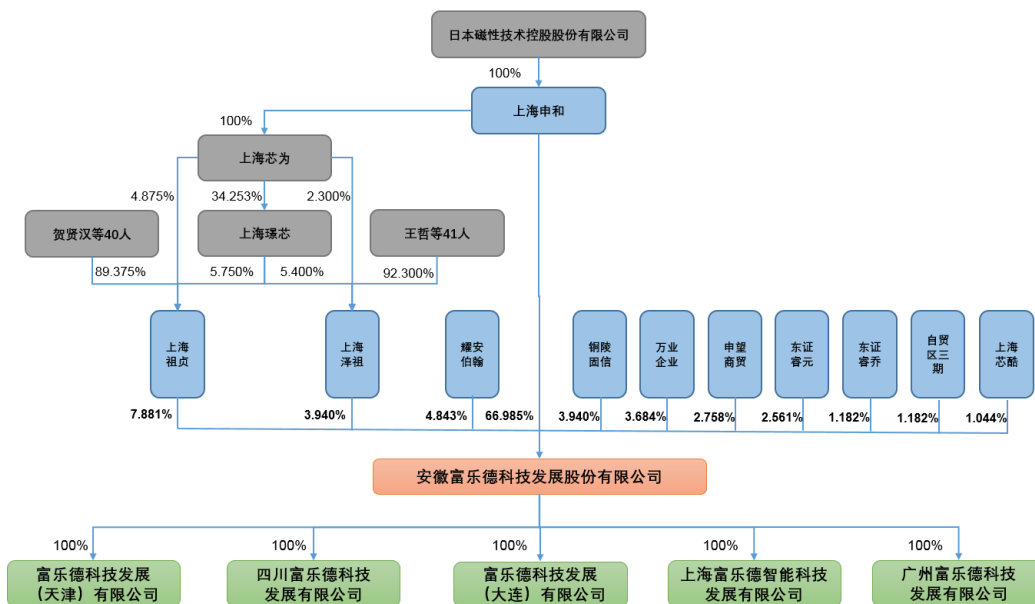 日本磁性技术控股股份有限公司
100%
上海申和
100%
上海芯为
4.875%
34.253%
2.300%
贺贤汉等40人
上海璟芯
王哲等41人
89.375%
5.750%
5.400%
92.300%
上海
祖贞
上海
泽祖
耀安
伯翰
铜陵
固信
万业
企业
申望
商贸
东证
睿元
东证
睿乔
自贸
区三
期
上海
芯酷
7.881%
3.940%
4.843%
66.985%
3.940%
3.684%
2.758%
2.561%
1.182%
1.182%
1.044%
安徽富乐德科技发展股份有限公司
100%
100%
100%
100%
100%
富乐德科技发展
（天津）有限公司
四川富乐德科技
发展有限公司
富乐德科技发展
（大连）有限公司
上海富乐德智能科技
发展有限公司
广州富乐德科技
发展有限公司